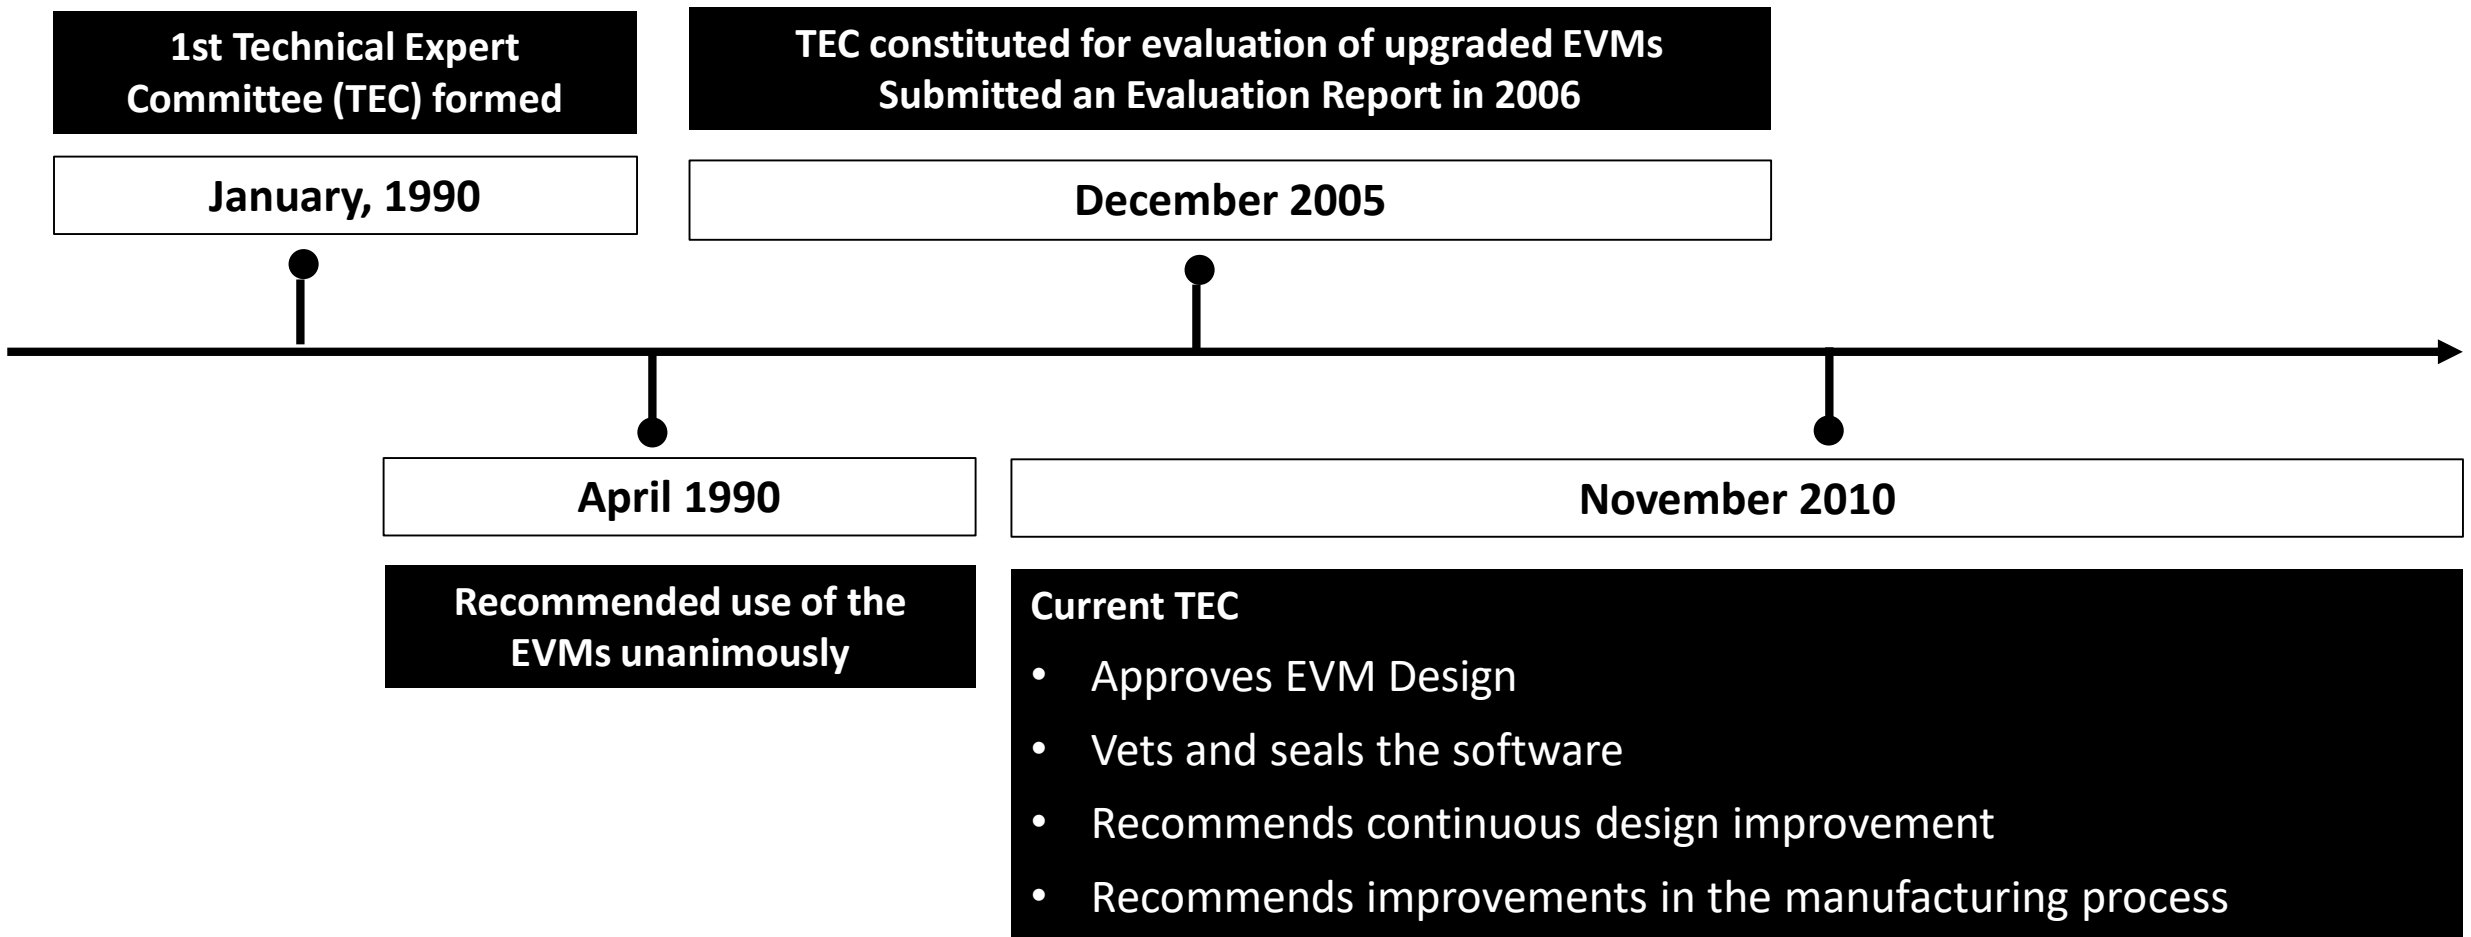 1st Technical Expert
Committee (TEC) formed
January, 1990
TEC constituted for evaluation of upgraded EVMs
Submitted an Evaluation Report in 2006
December 2005
April 1990
Recommended use of the
EVMs unanimously
November 2010
Current TEC
• Approves EVM Design
• Vets and seals the software
• Recommends continuous design improvement
• Recommends improvements in the manufacturing process